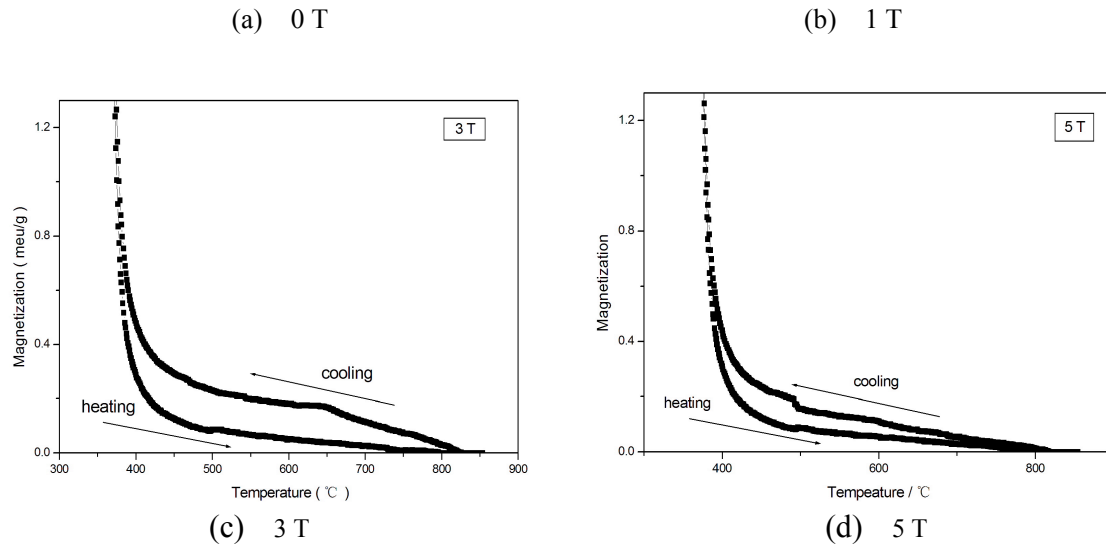 (a) 0 T
(b) 1 T
3 T
Magnetization ( meu/g )
1.2
0.8
0.4
0.0
cooling
heating
300 400 500 600 700 800 900
Temperature ( ℃ )
(c) 3 T
5 T
Magnetization
1.2
0.8
0.4
0.0
cooling
heating
400 600 800
Tempeature / ℃
(d) 5 T